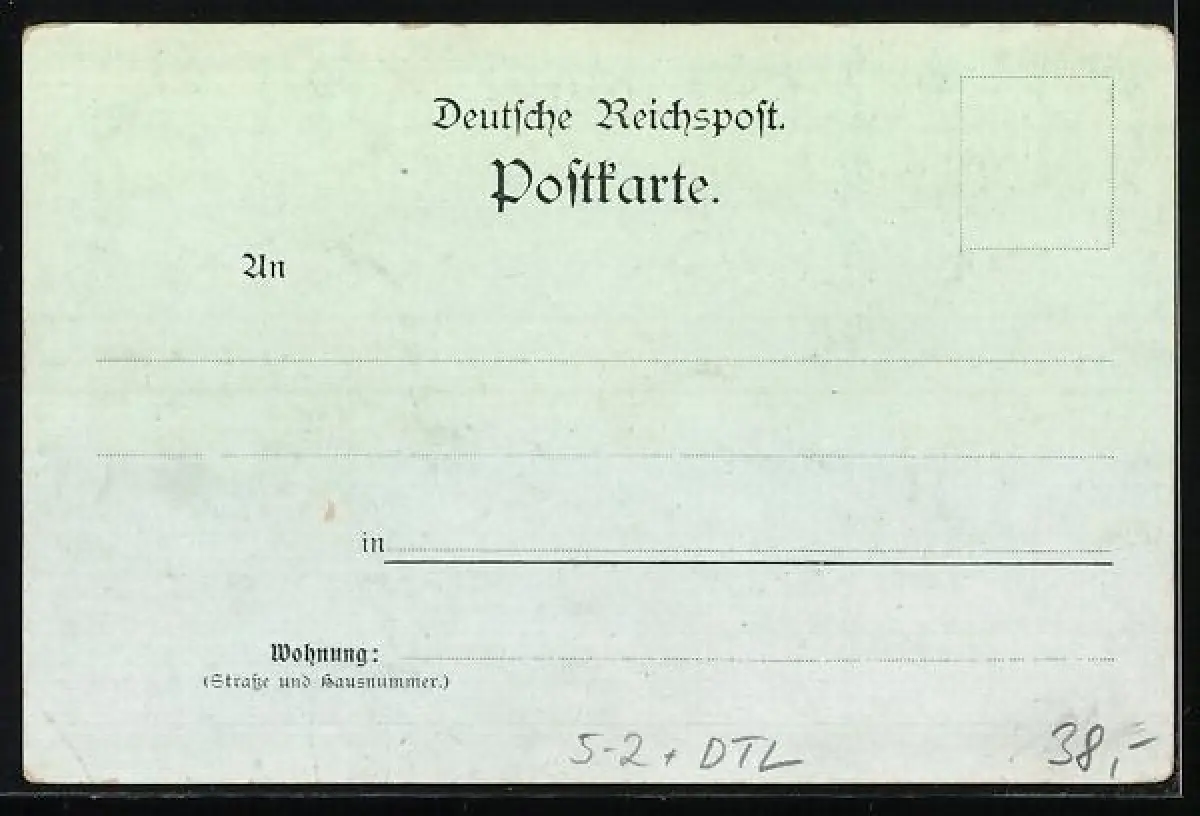 Deutsche Reichspost.
Postkarte.
An
in
Wohnung:
(Straße und Hausnummer.)
5-2 + DTL 38,-